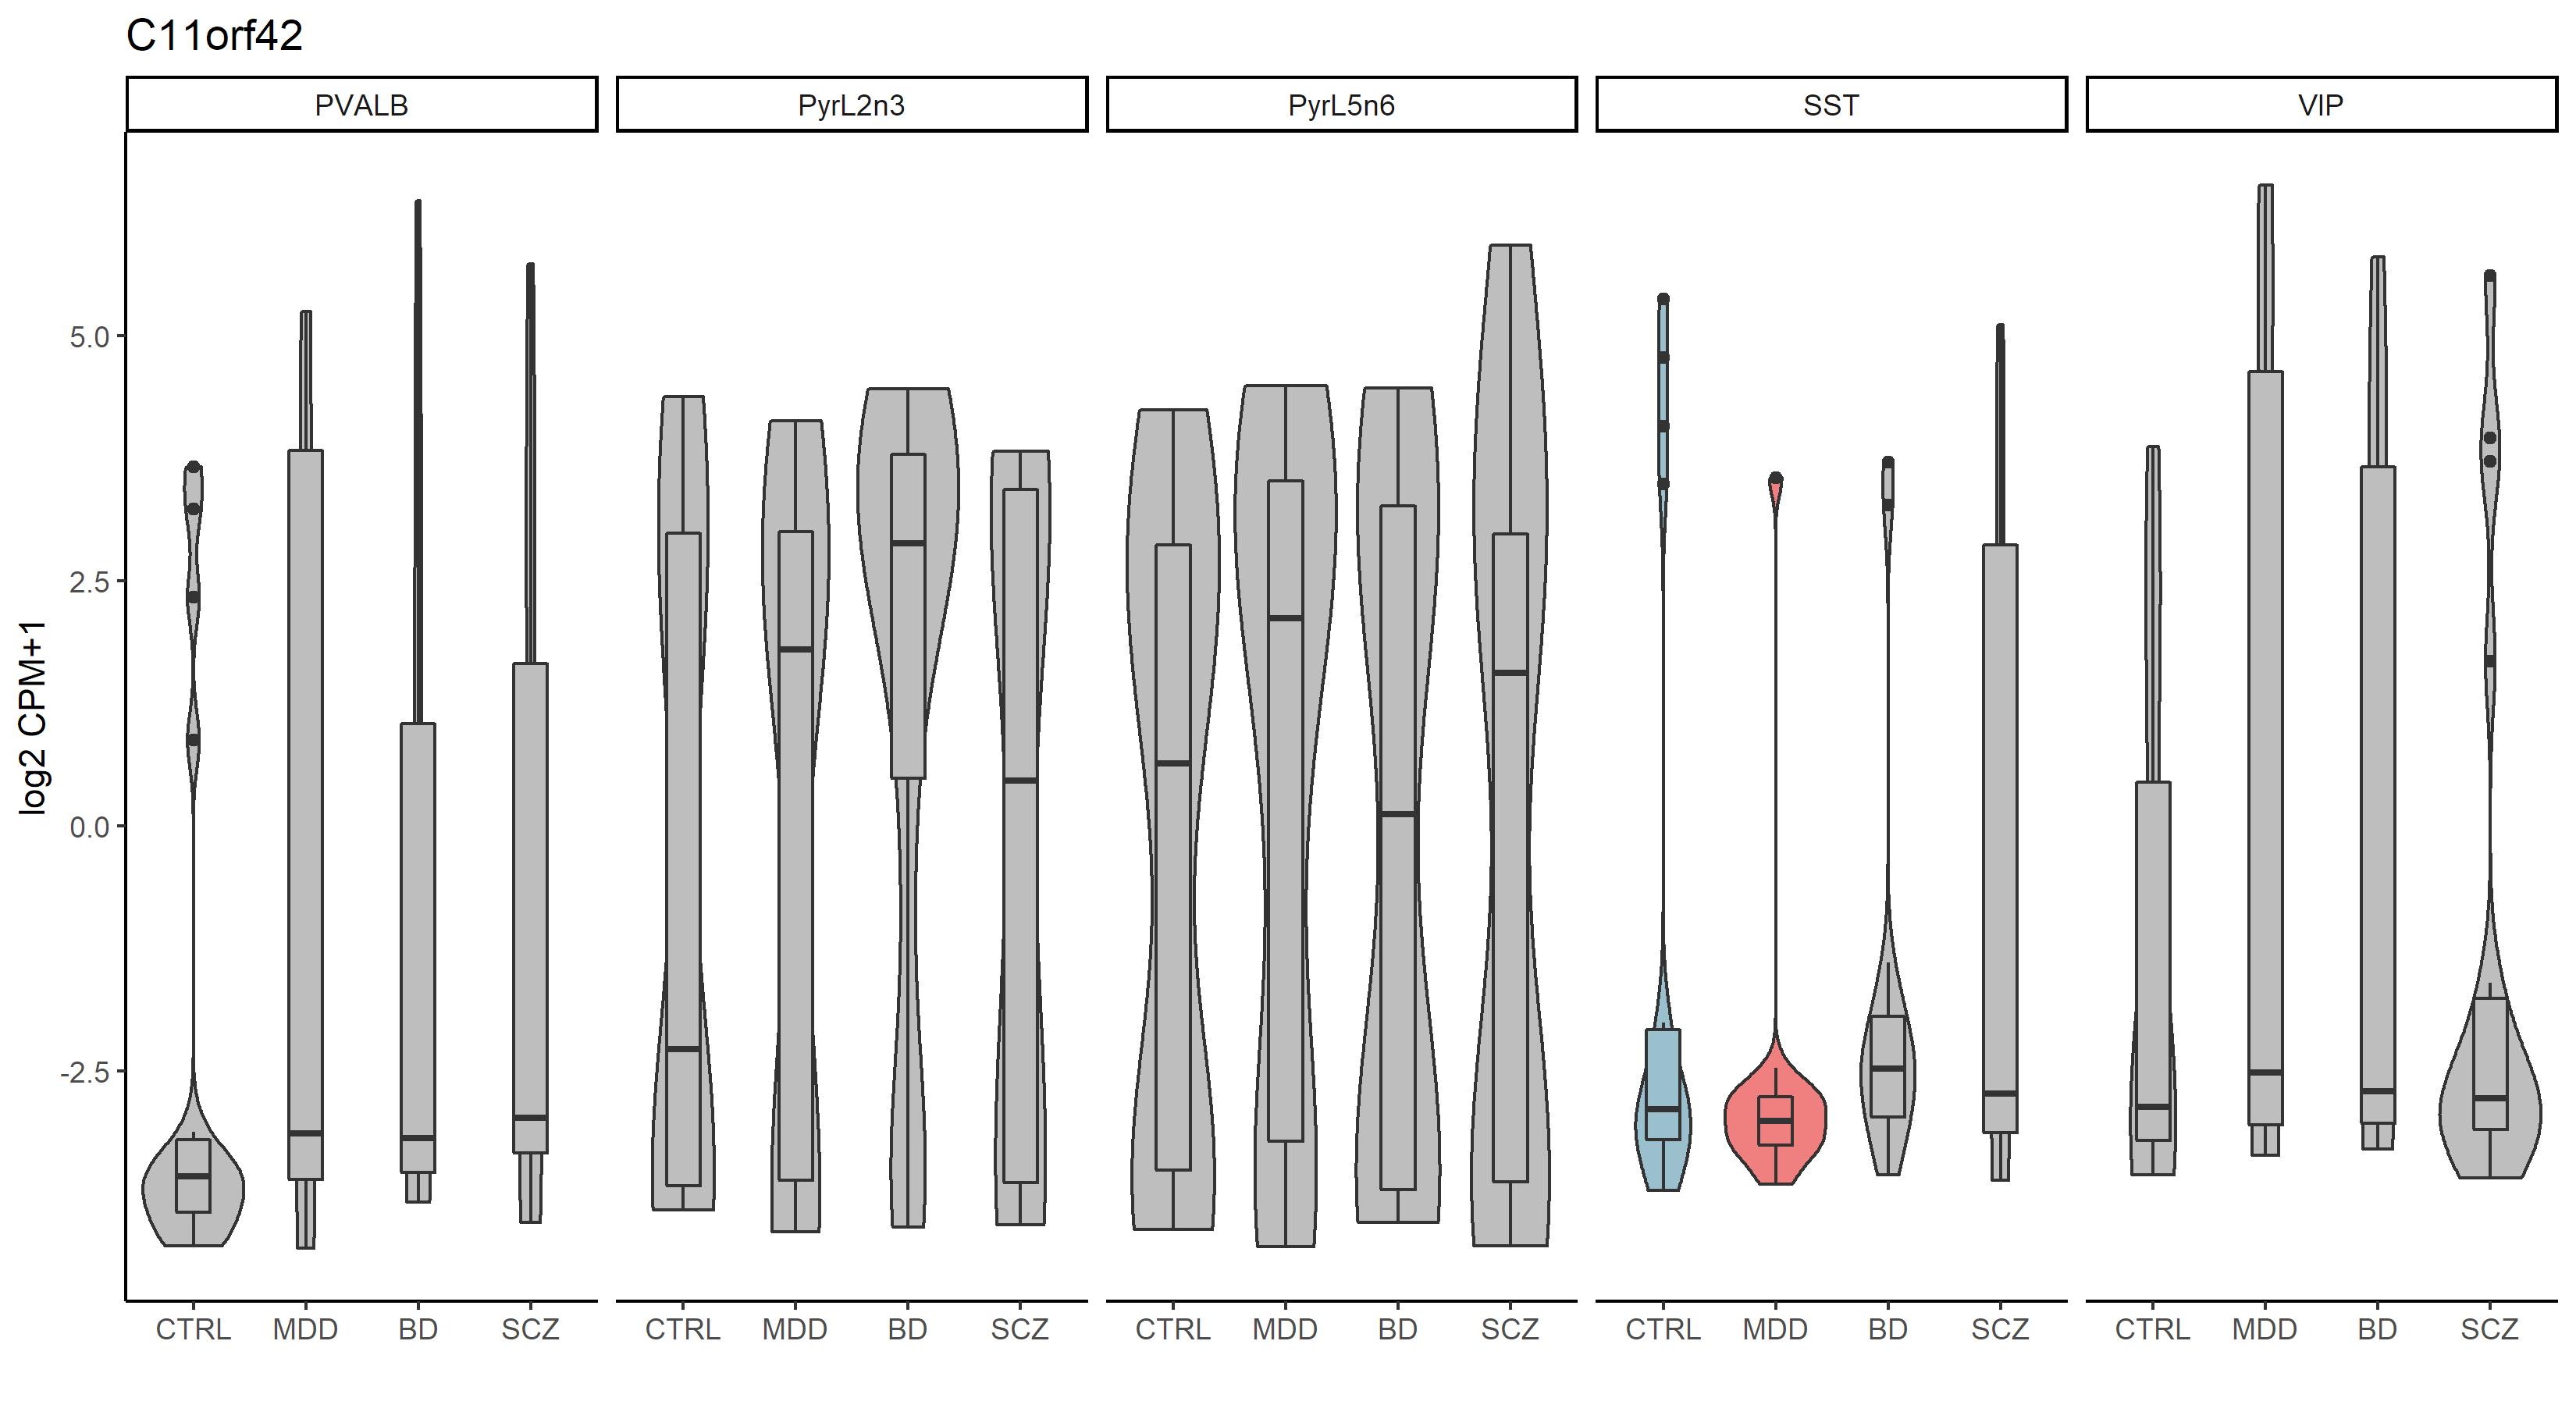 C11orf42
PVALB PyrL2n3 PyrL5n6 SST VIP
5.0
2.5
0.0
-2.5
log2 CPM+1
CTRL MDD BD SCZ CTRL MDD BD SCZ CTRL MDD BD SCZ CTRL MDD BD SCZ CTRL MDD BD SCZ